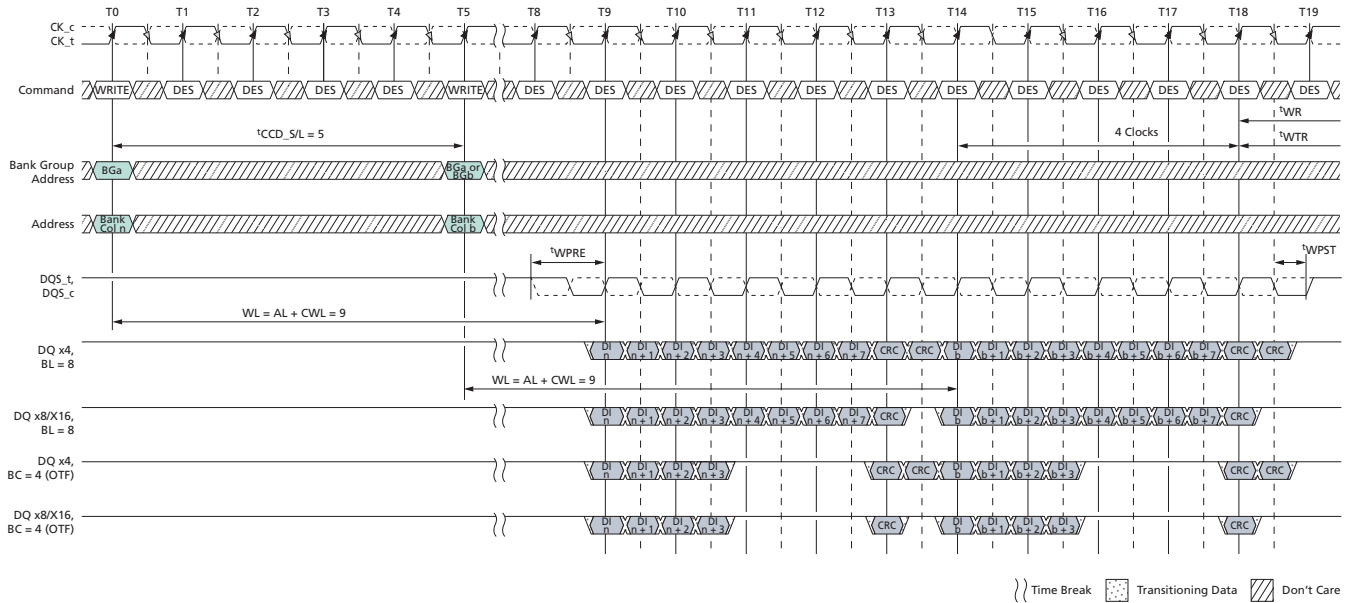 T0 T1 T2 T3 T4 T5 T8 T9 T10 T11 T12 T13 T14 T15 T16 T17 T18 T19
CK_c
CK_t
Command WRITE DES DES DES DES WRITE DES DES DES DES DES DES DES DES DES DES DES DES
tCCD_S/L = 5
4 Clocks
tWR
tWTR
Bank Group
Address
BGa
BGa or
BGb
Address
Bank
Col n
Bank
Col b
tWPRE
tWPST
DQS_t,
DQS_c
WL = AL + CWL = 9
DQ x4,
BL = 8
DI DI DI DI DI DI DI DI CRC CRC DI DI DI DI DI DI DI DI CRC CRC
n n + 1 n + 2 n + 3 n + 4 n + 5 n + 6 n + 7 b b + 1 b + 2 b + 3 b + 4 b + 5 b + 6 b + 7
WL = AL + CWL = 9
DQ x8/X16,
BL = 8
DI DI DI DI DI DI DI DI CRC DI DI DI DI DI DI DI DI CRC
n n + 1 n + 2 n + 3 n + 4 n + 5 n + 6 n + 7 b b + 1 b + 2 b + 3 b + 4 b + 5 b + 6 b + 7
DQ x4,
BC = 4 (OTF)
DI DI DI DI CRC CRC DI DI DI DI CRC CRC
n n + 1 n + 2 n + 3 b b + 1 b + 2 b + 3
DQ x8/X16,
BC = 4 (OTF)
DI DI DI DI CRC DI DI DI DI CRC
n n + 1 n + 2 n + 3 b b + 1 b + 2 b + 3
Time Break Transitioning Data Don't Care